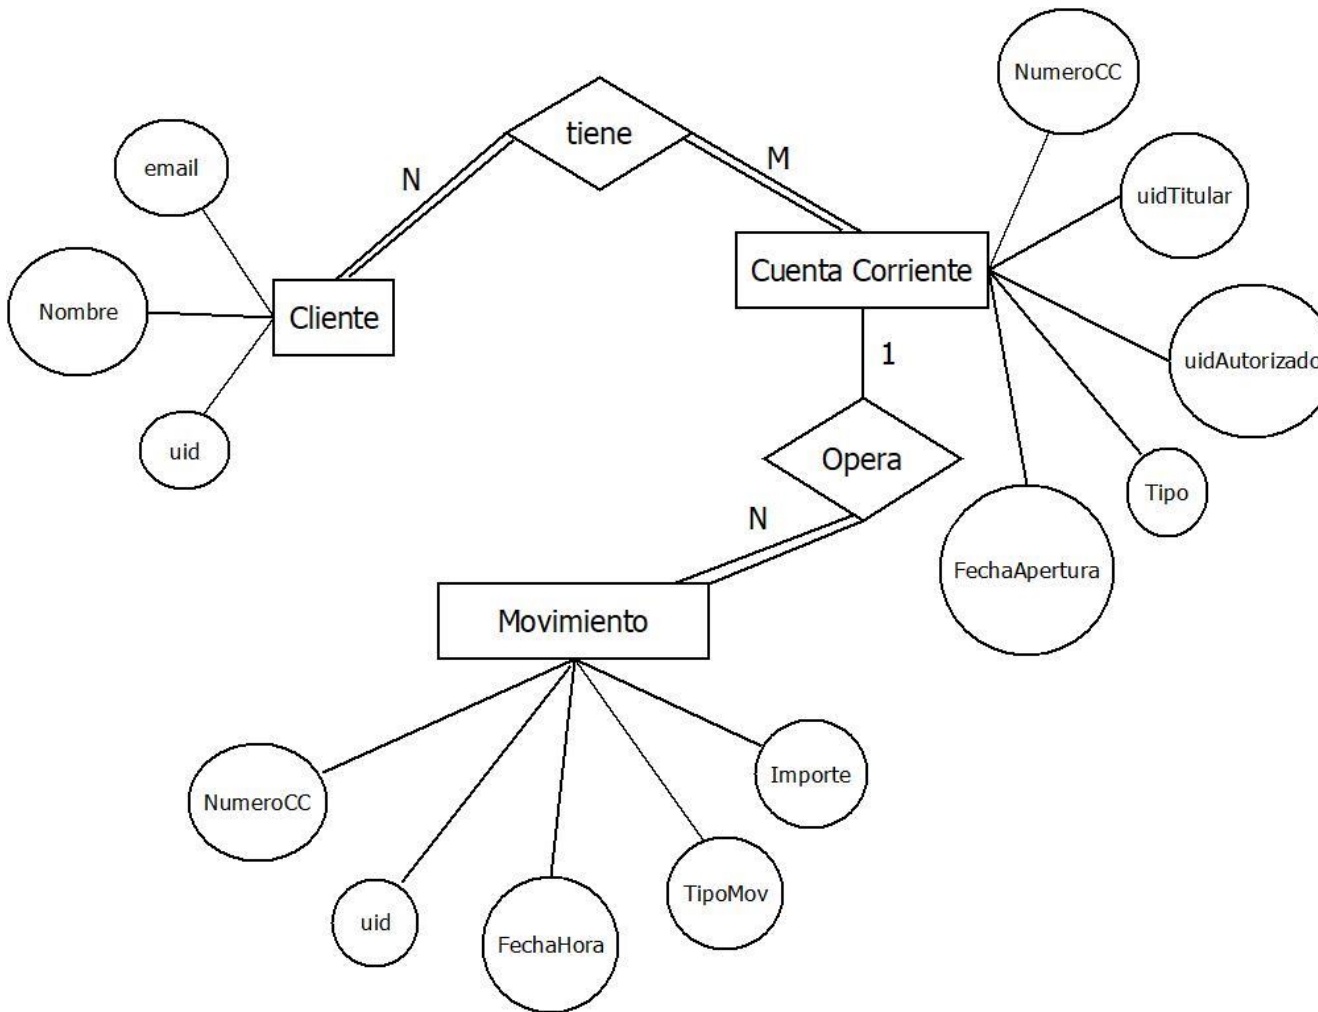 NumeroCC
tiene
email
N
M
uidTitular
Cuenta Corriente
Nombre
Cliente
1
uidAutorizado
uid
Opera
Tipo
N
FechaApertura
Movimiento
Importe
NumeroCC
TipoMov
uid
FechaHora